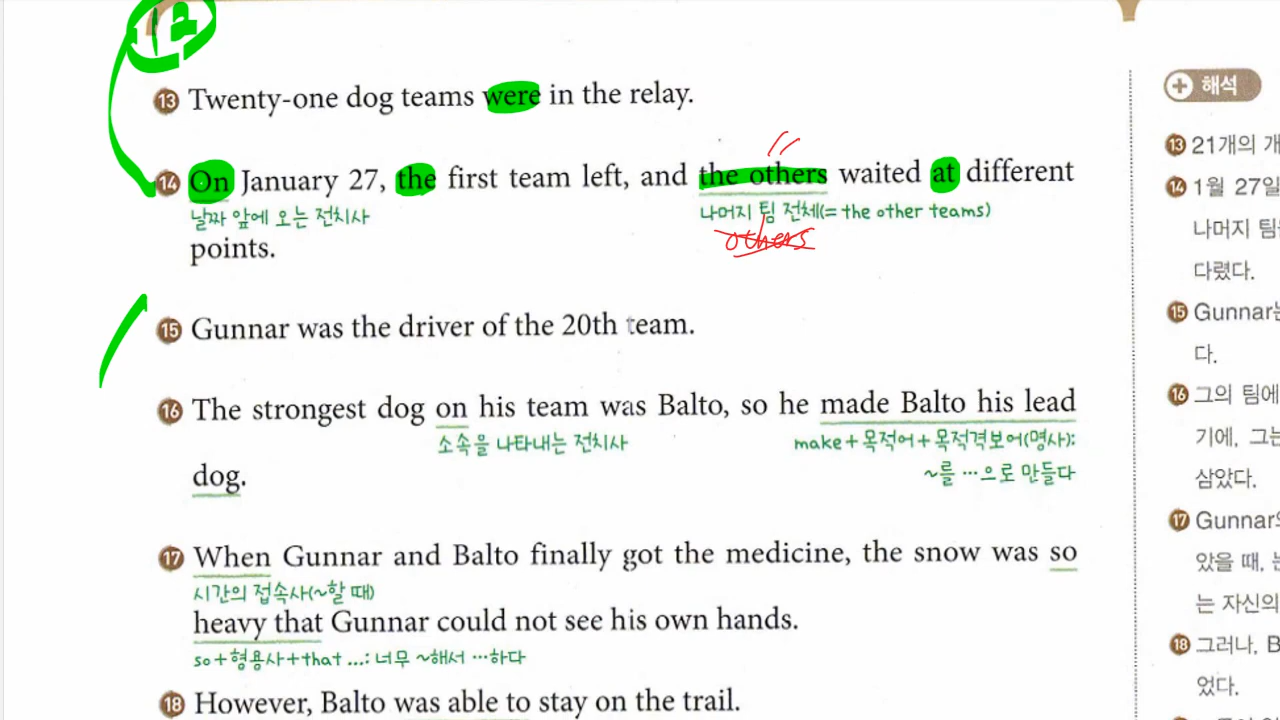 12
13 Twenty-one dog teams were in the relay.
+ 해석
13 21개의 개
14 On January 27, the first team left, and the others waited at different
날짜 앞에 오는 전치사
나머지 팀 전체(= the other teams)
others
points.
14 1월 27일
나머지 팀들
다렸다.
15 Gunnar was the driver of the 20th team.
15 Gunnar는
다.
16 The strongest dog on his team was Balto, so he made Balto his lead
소속을 나타내는 전치사
make+목적어+목적격보어(명사):
~를 …으로 만들다
dog.
16 그의 팀에
기에, 그는
삼았다.
17 When Gunnar and Balto finally got the medicine, the snow was so
시간의 접속사(~할 때)
heavy that Gunnar could not see his own hands.
so+형용사+that …: 너무 ~해서 …하다
17 Gunnar와
았을 때, 눈
는 자신의
18 However, Balto was able to stay on the trail.
18 그러나, B
었다.